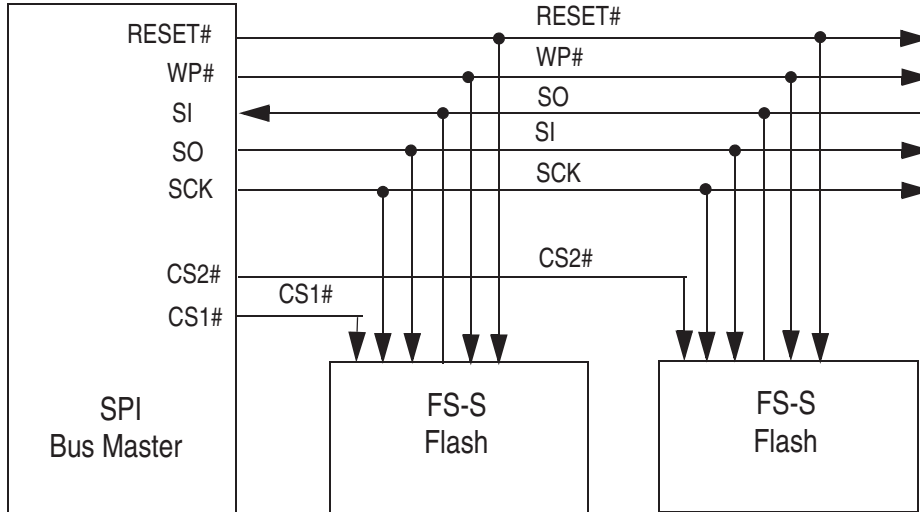 RESET#
RESET#
WP#
WP#
SI
SO
SO
SI
SCK
SCK
CS2#
CS2#
CS1#
CS1#
SPI
Bus Master
FS-S
Flash
FS-S
Flash